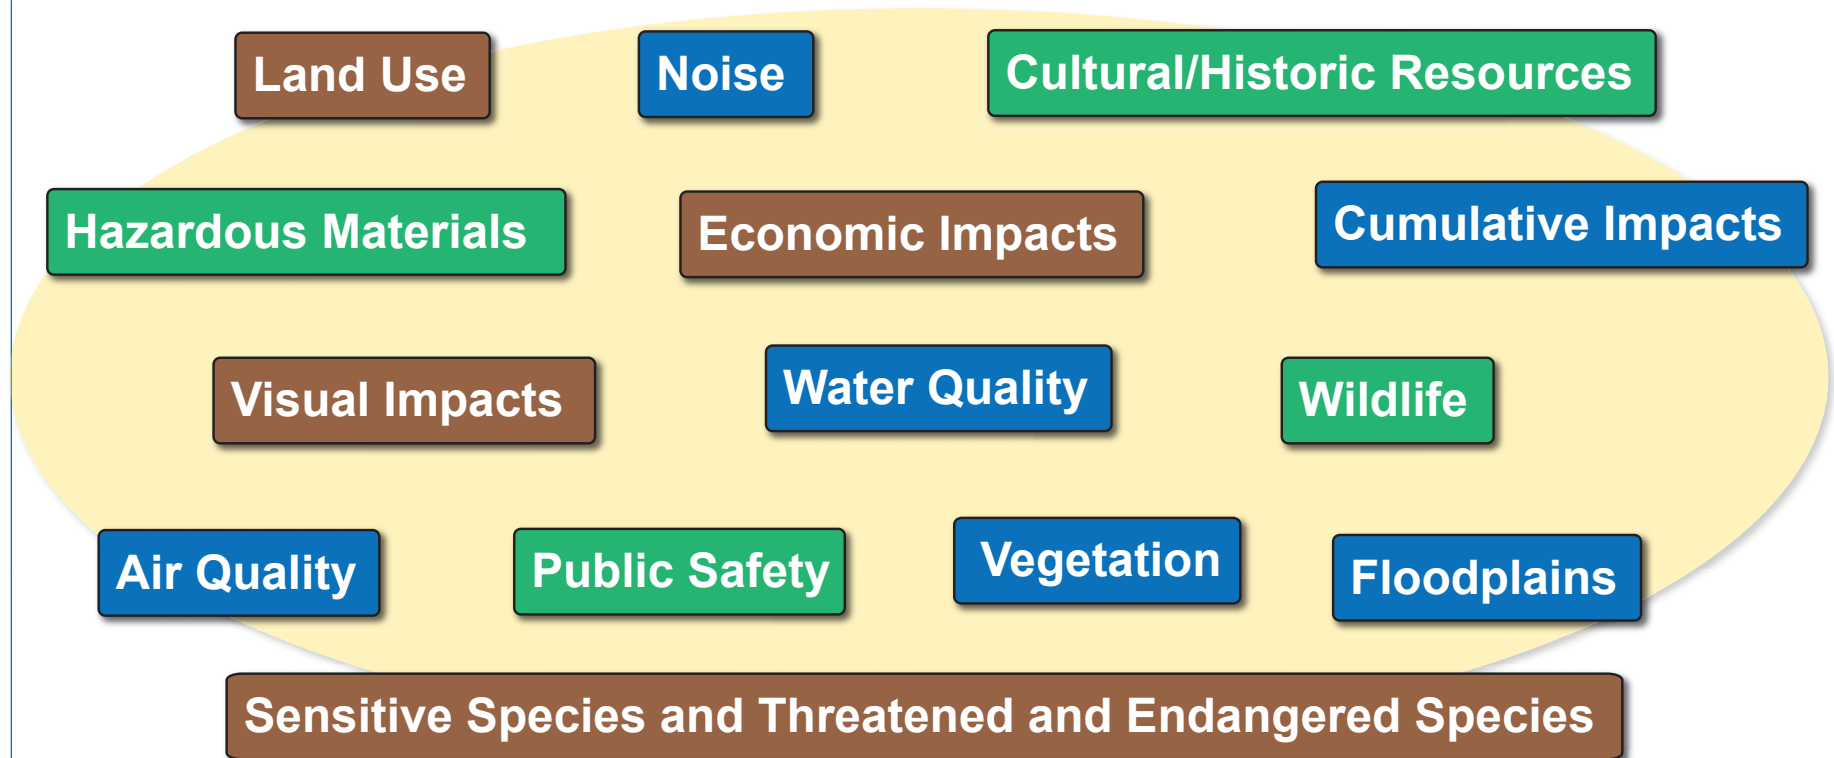 Land Use
Noise
Cultural/Historic Resources
Hazardous Materials
Economic Impacts
Cumulative Impacts
Visual Impacts
Water Quality
Wildlife
Air Quality
Public Safety
Vegetation
Floodplains
Sensitive Species and Threatened and Endangered Species